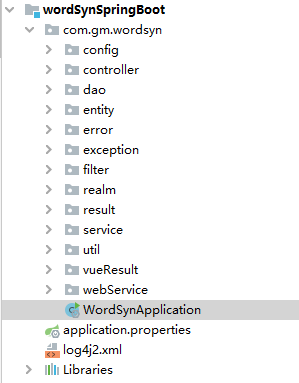 wordSynSpringBoot
com.gm.wordsyn
config
controller
dao
entity
error
exception
filter
realm
result
service
util
vueResult
webService
WordSynApplication
application.properties
log4j2.xml
Libraries